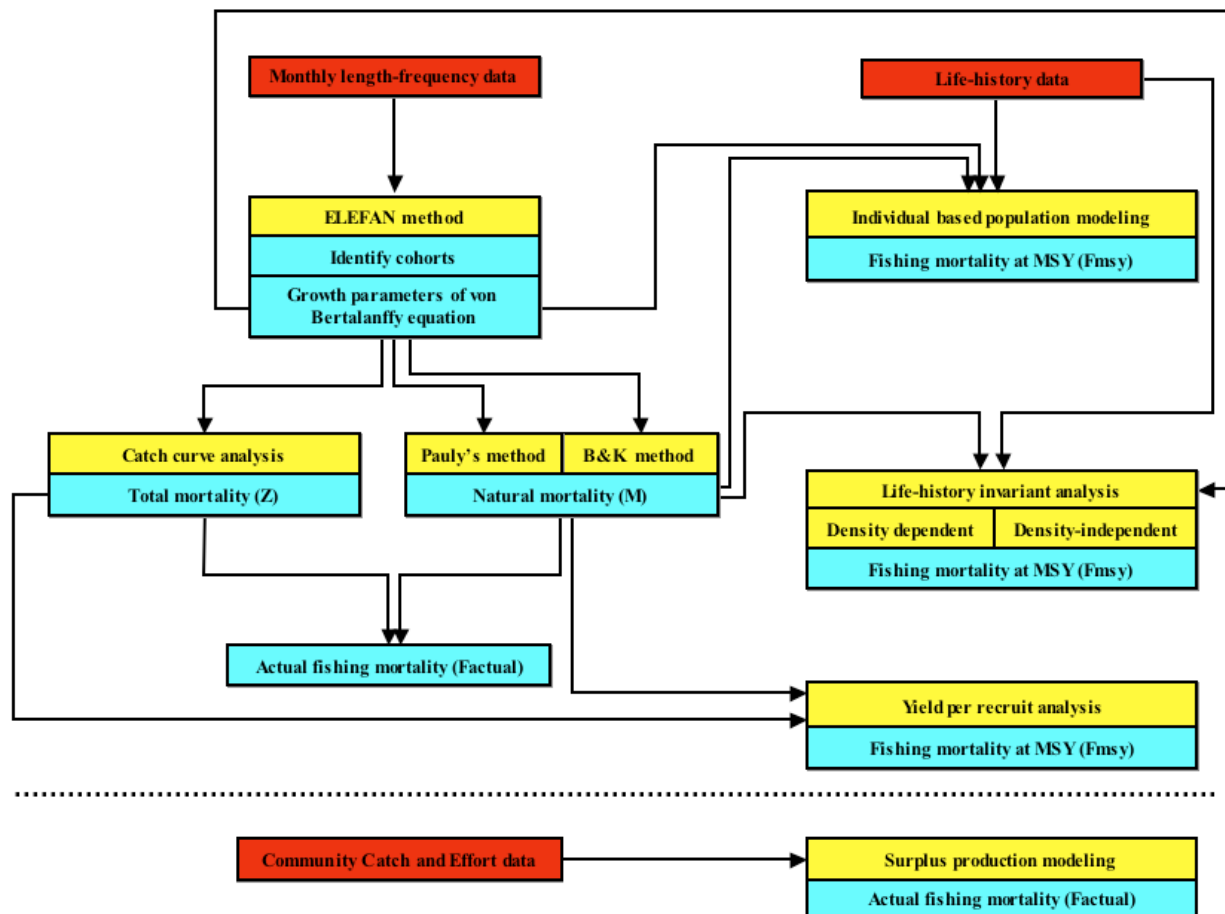 Monthly length-frequency data
Life-history data
ELEFAN method
Identify cohorts
Growth parameters of von
Bertalanffy equation
Individual based population modeling
Fishing mortality at MSY (Fmsy)
Catch curve analysis
Total mortality (Z)
Pauly's method
B&K method
Natural mortality (M)
Life-history invariant analysis
Density dependent
Density-independent
Fishing mortality at MSY (Fmsy)
Actual fishing mortality (Factual)
Yield per recruit analysis
Fishing mortality at MSY (Fmsy)
Community Catch and Effort data
Surplus production modeling
Actual fishing mortality (Factual)